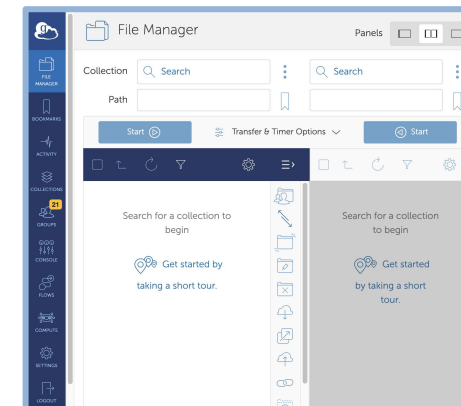 File Manager
Panels
Collection
Search
Search
Path
Start
Transfer & Timer Options
Start
FILE
MANAGER
BOOKMARKS
ACTIVITY
COLLECTIONS
21
GROUPS
CONSOLE
FLOWS
COMPUTE
SETTINGS
LOGOUT
Search for a collection to
begin
Get started by
taking a short tour.
Search for a collection
to begin
Get started
by taking a short
tour.